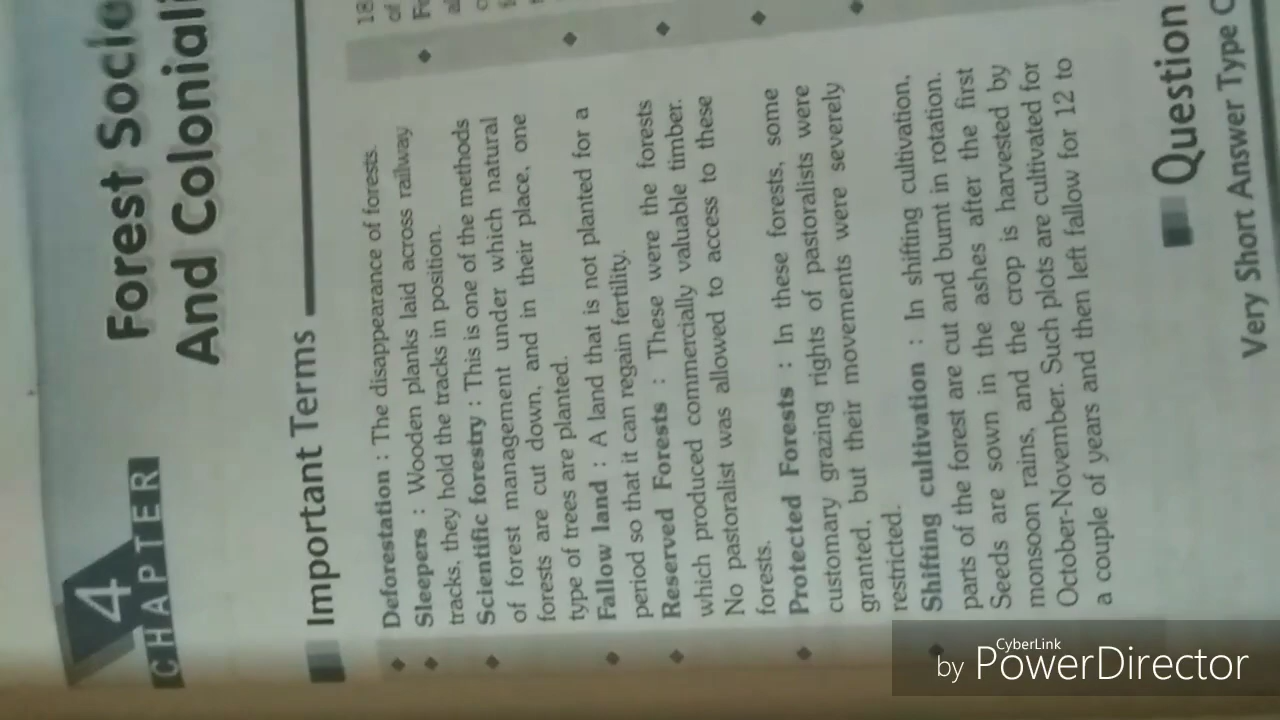 4
CHAPTER
Forest Socie
And Colonial
Important Terms
Deforestation : The disappearance of forests.
Sleepers : Wooden planks laid across railway
tracks, they hold the tracks in position.
Scientific forestry : This is one of the methods
of forest management under which natural
forests are cut down, and in their place, one
type of trees are planted.
Fallow land : A land that is not planted for a
period so that it can regain fertility.
Reserved Forests : These were the forests
which produced commercially valuable timber.
No pastoralist was allowed to access to these
forests.
Protected Forests : In these forests, some
customary grazing rights of pastoralists were
granted, but their movements were severely
restricted.
Shifting cultivation : In shifting cultivation,
parts of the forest are cut and burnt in rotation.
Seeds are sown in the ashes after the first
monsoon rains, and the crop is harvested by
October-November. Such plots are cultivated for
a couple of years and then left fallow for 12 to
18
of
Question
Very Short Answer Type
by CyberLink PowerDirector